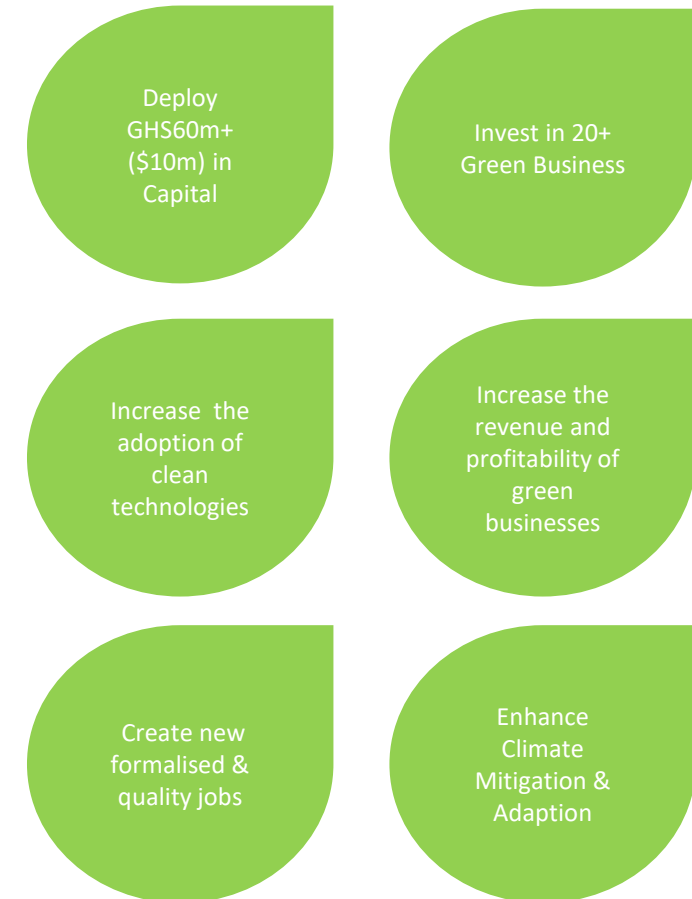 Deploy
GHS60m+
($10m) in
Capital
Invest in 20+
Green Business
Increase  the
adoption of
clean
technologies
Increase the
revenue and
profitability of
green
businesses
Create new
formalised &
quality jobs
Enhance
Climate
Mitigation &
Adaption